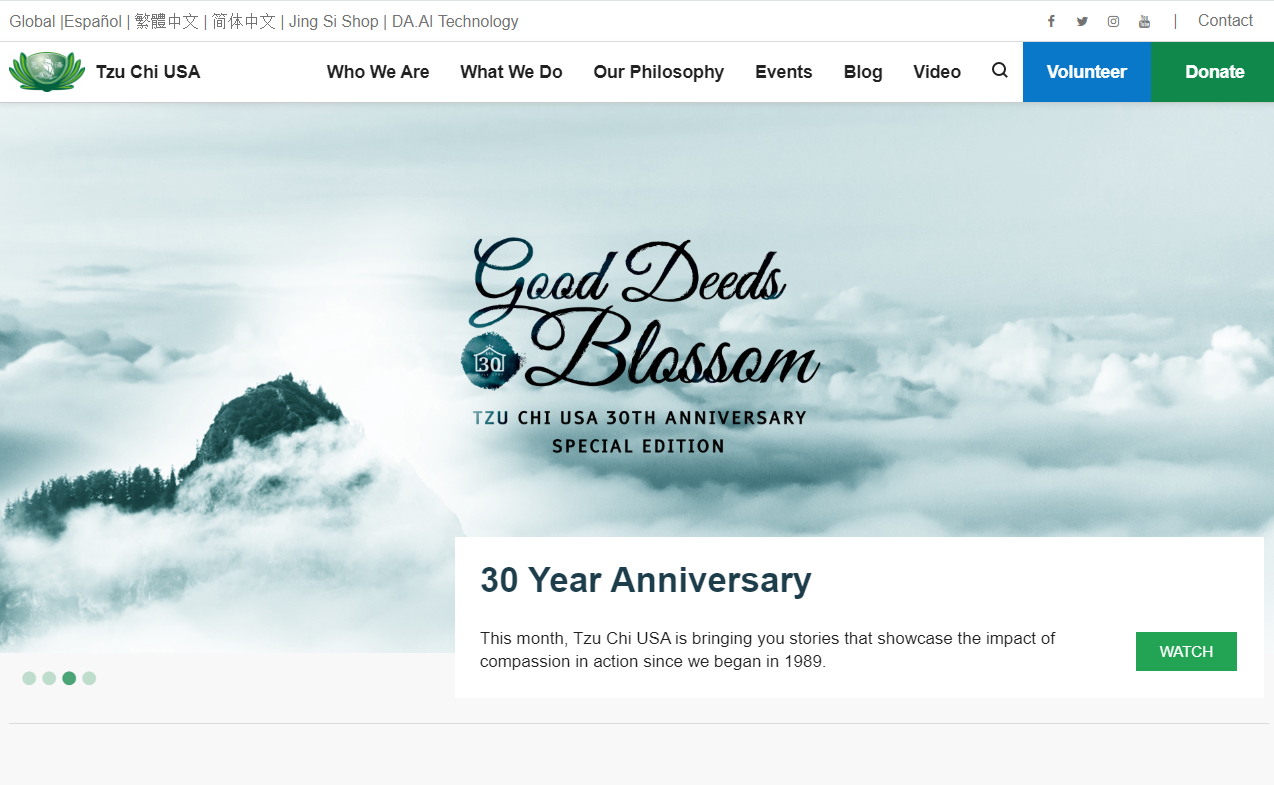 Global |Español | 繁體中文 | 简体中文 | Jing Si Shop | DA.AI Technology
| Contact
Tzu Chi USA
Who We Are What We Do Our Philosophy Events Blog Video Volunteer Donate
Good Deeds
30 Blossom
TZU CHI USA 30TH ANNIVERSARY
SPECIAL EDITION
30 Year Anniversary
This month, Tzu Chi USA is bringing you stories that showcase the impact of
compassion in action since we began in 1989.
WATCH